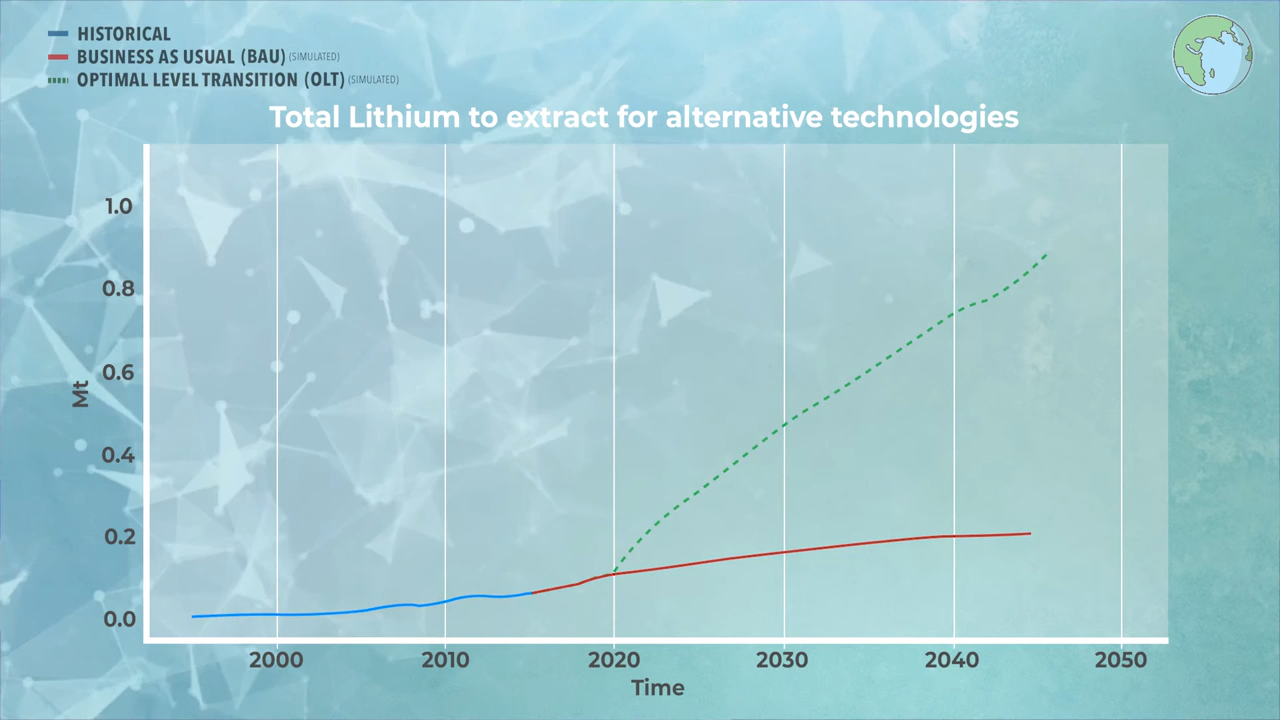 HISTORICAL
BUSINESS AS USUAL (BAU) (SIMULATED)
OPTIMAL LEVEL TRANSITION (OLT) (SIMULATED)
Total Lithium to extract for alternative technologies
1.0
0.8
0.6
Mt
0.4
0.2
0.0
2000 2010 2020 2030 2040 2050
Time